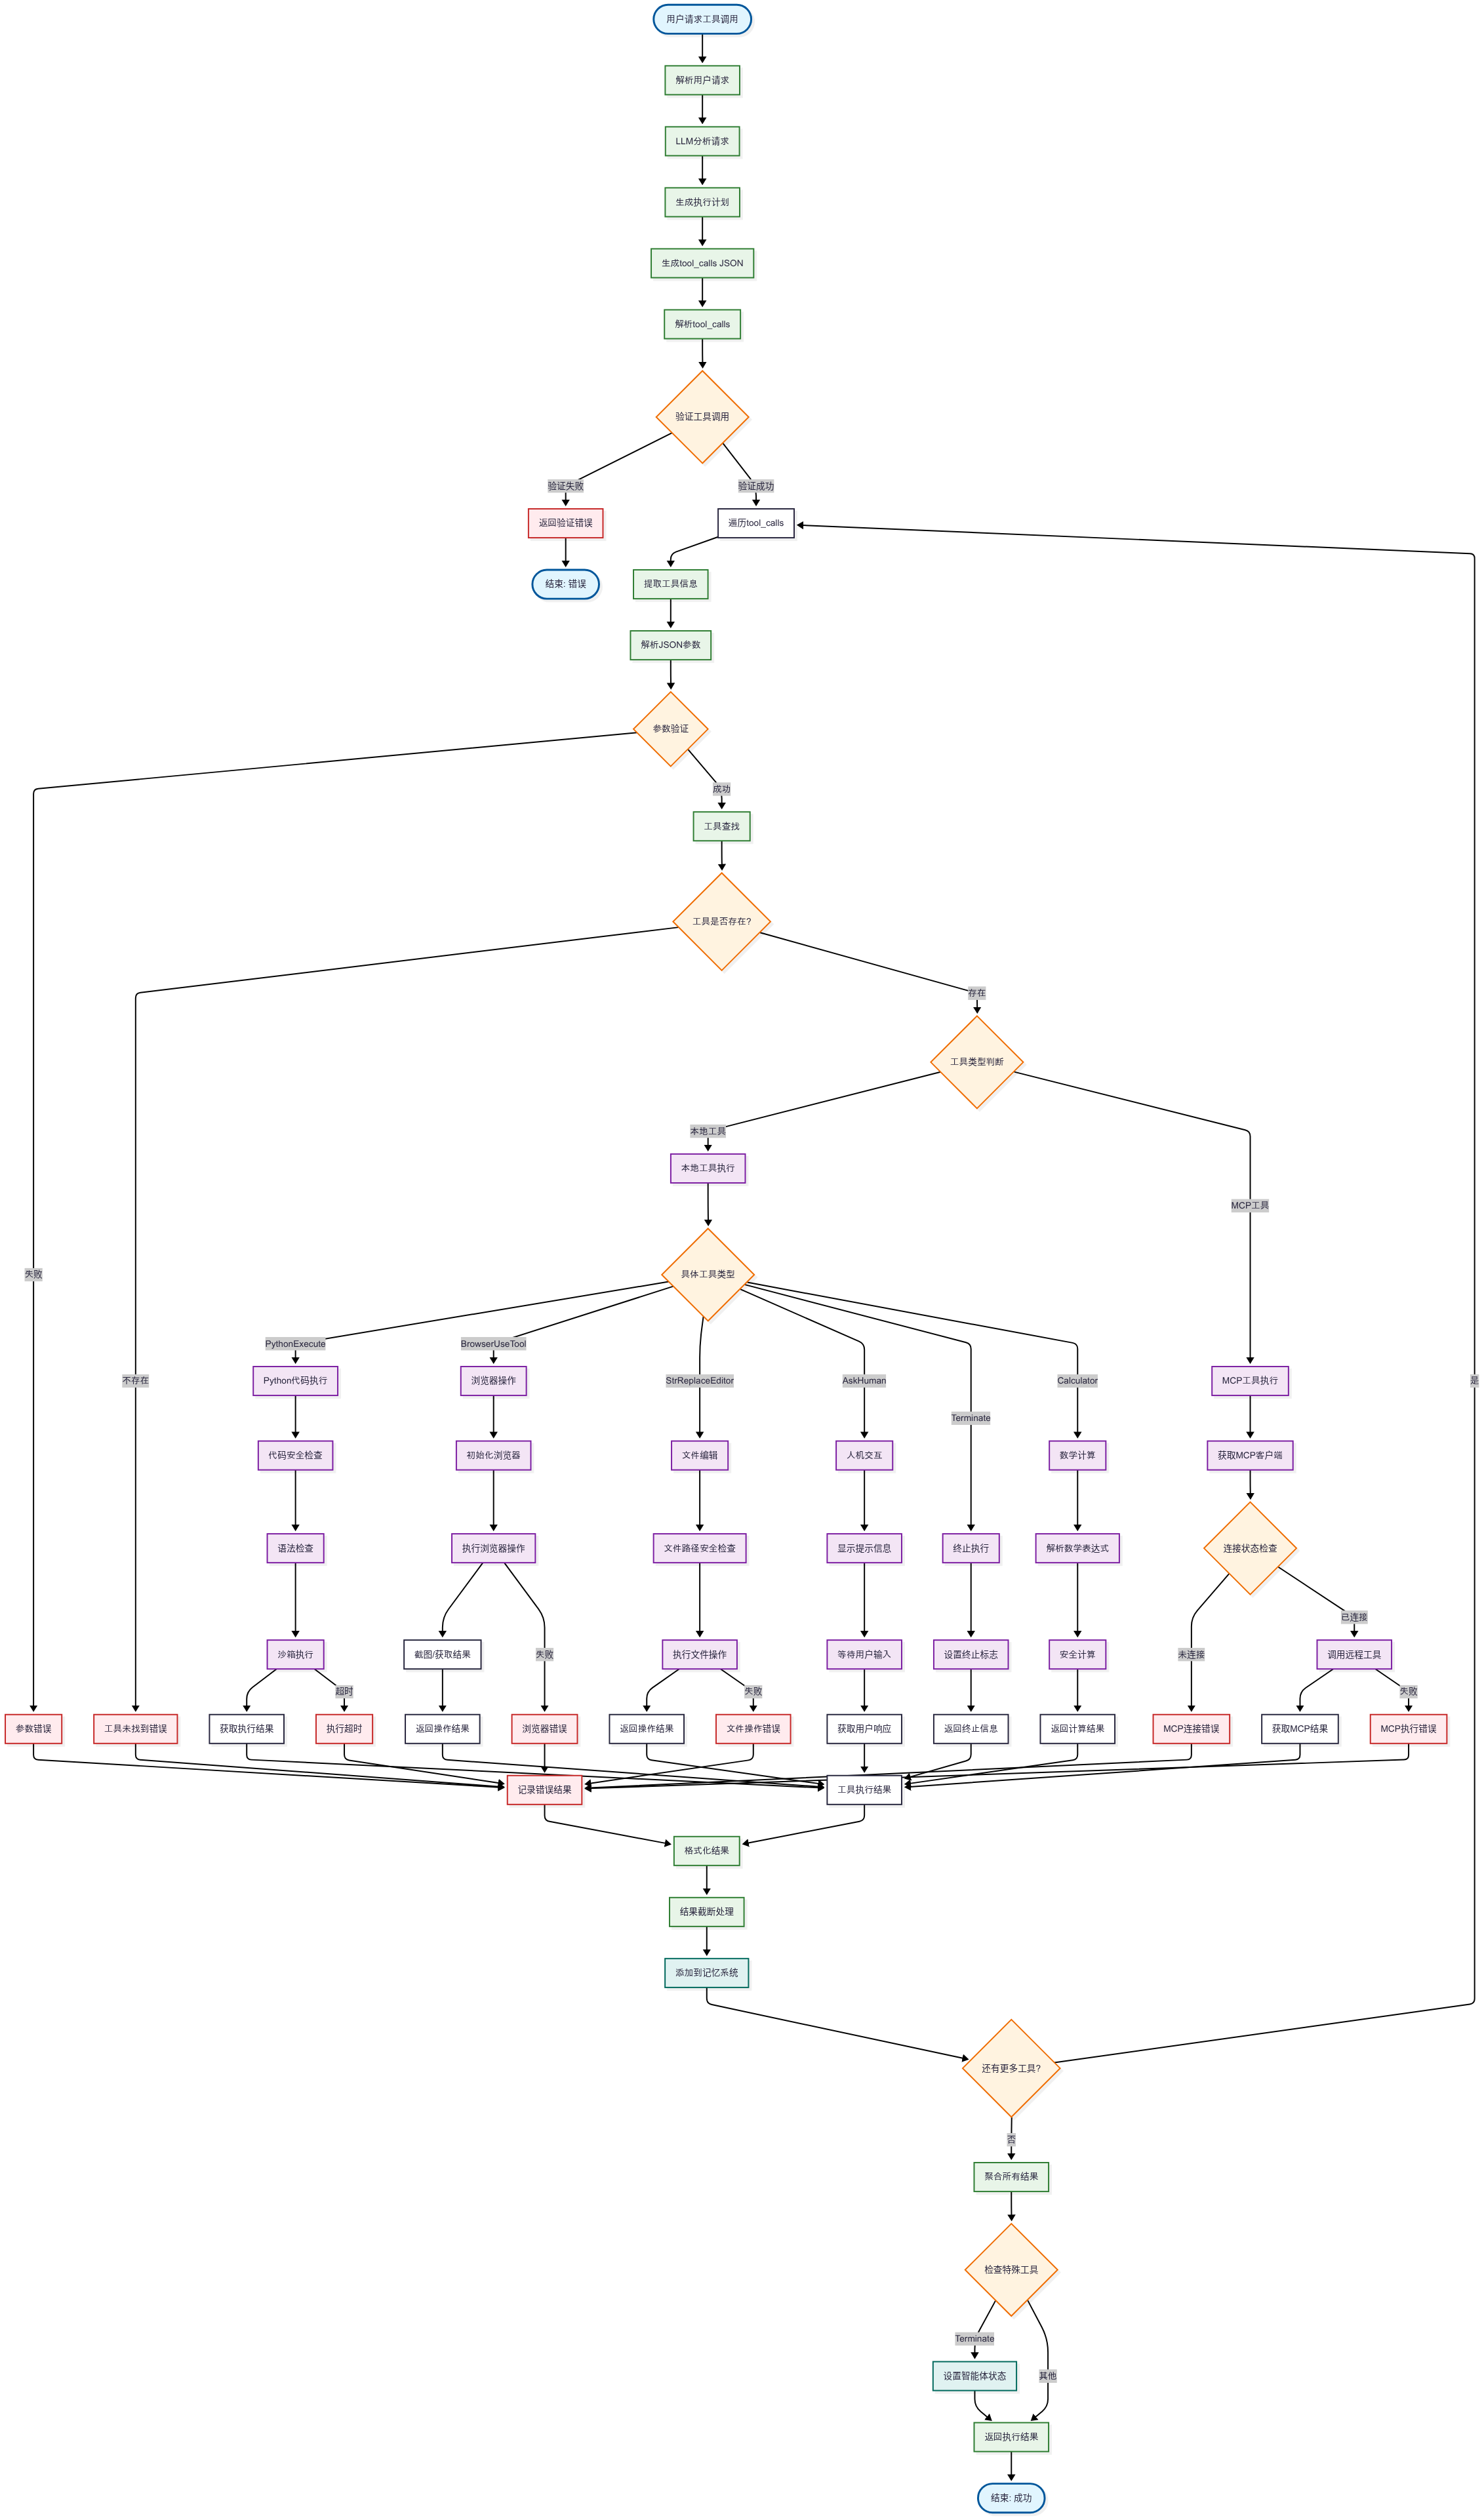 用户请求工具调用
解析用户请求
LLM分析请求
生成执行计划
生成tool_calls JSON
解析tool_calls
验证工具调用
验证失败
验证成功
返回验证错误
遍历tool_calls
结束: 错误
提取工具信息
解析JSON参数
参数验证
成功
工具查找
工具是否存在?
存在
工具类型判断
本地工具
本地工具执行
MCP工具
失败
具体工具类型
PythonExecute
BrowserUseTool
不存在
StrReplaceEditor
AskHuman
Terminate
Calculator
是
Python代码执行
浏览器操作
MCP工具执行
代码安全检查
初始化浏览器
文件编辑
人机交互
数学计算
获取MCP客户端
语法检查
执行浏览器操作
文件路径安全检查
显示提示信息
终止执行
解析数学表达式
连接状态检查
已连接
沙箱执行
截图/获取结果
失败
执行文件操作
等待用户输入
设置终止标志
安全计算
未连接
调用远程工具
超时
失败
失败
参数错误
工具未找到错误
获取执行结果
执行超时
返回操作结果
浏览器错误
返回操作结果
文件操作错误
获取用户响应
返回终止信息
返回计算结果
MCP连接错误
获取MCP结果
MCP执行错误
记录错误结果
工具执行结果
格式化结果
结果截断处理
添加到记忆系统
还有更多工具?
否
聚合所有结果
检查特殊工具
Terminate
设置智能体状态
其他
返回执行结果
结束: 成功